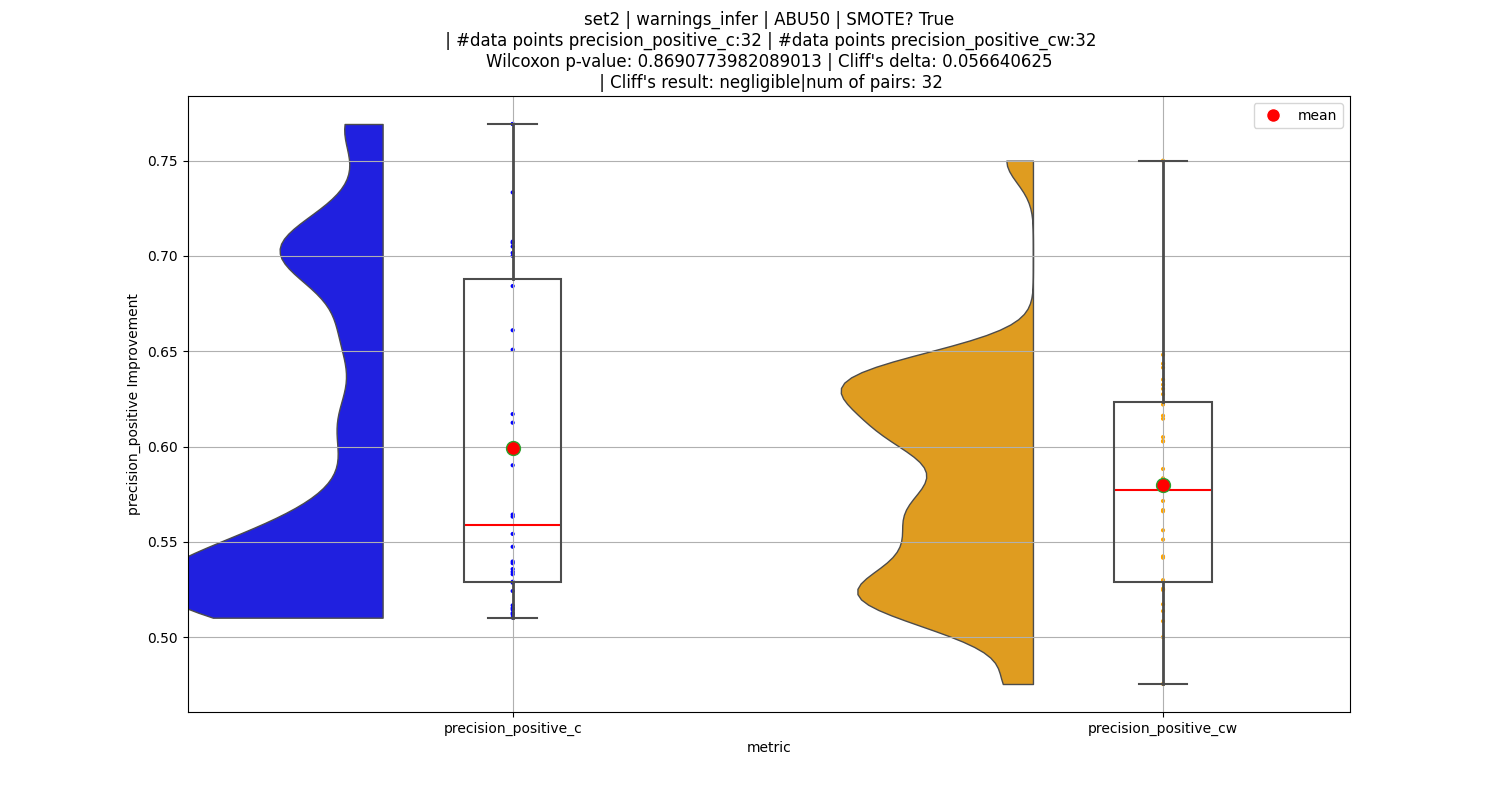 set2 | warnings_infer | ABU50 | SMOTE? True
| #data points precision_positive_c:32 | #data points precision_positive_cw:32
Wilcoxon p-value: 0.8690773982089013 | Cliff's delta: 0.056640625
| Cliff's result: negligible|num of pairs: 32
mean
0.75
0.70
0.65
0.60
0.55
0.50
precision_positive Improvement
precision_positive_c
precision_positive_cw
metric